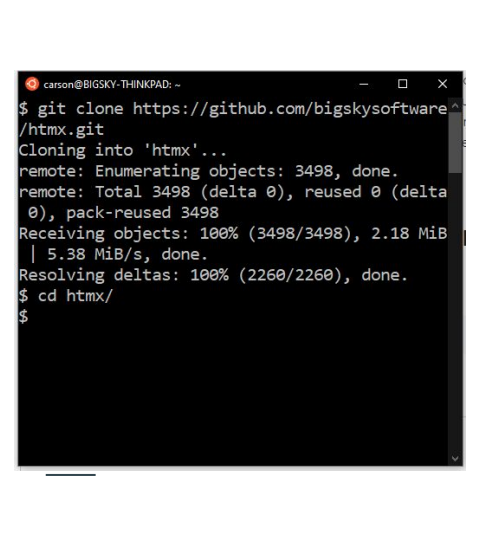 carson@BIGSKY-THINKPAD: ~
$ git clone https://github.com/bigskysoftware
/htmx.git
Cloning into 'htmx'...
remote: Enumerating objects: 3498, done.
remote: Total 3498 (delta 0), reused 0 (delta
 0), pack-reused 3498
Receiving objects: 100% (3498/3498), 2.18 MiB
 | 5.38 MiB/s, done.
Resolving deltas: 100% (2260/2260), done.
$ cd htmx/
$